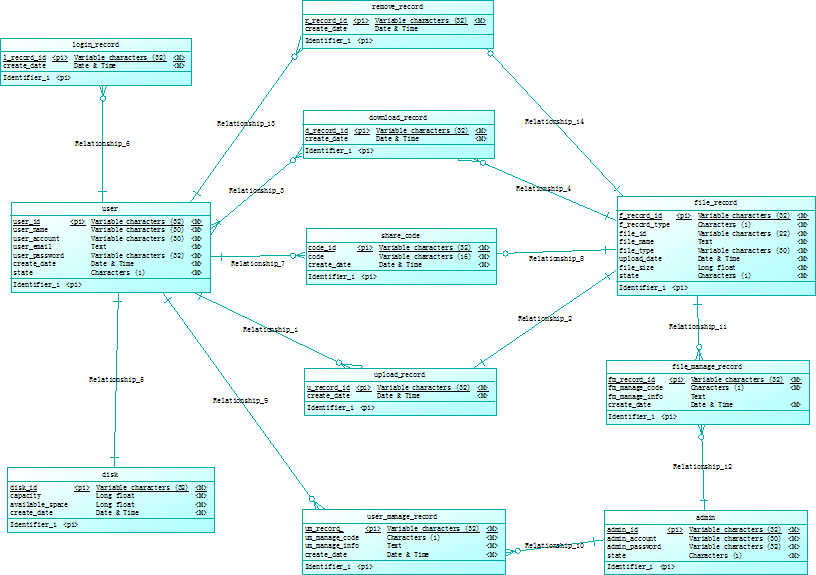 remove_record
r_record_id <pi> Variable characters (32) <M>
create_date Date & Time <M>
Identifier_1 <pi>
login_record
l_record_id <pi> Variable characters (32) <M>
create_date Date & Time <M>
Identifier_1 <pi>
download_record
d_record_id <pi> Variable characters (32) <M>
create_date Date & Time <M>
Identifier_1 <pi>
Relationship_13
Relationship_14
Relationship_6
Relationship_3
Relationship_4
user
user_id <pi> Variable characters (32) <M>
user_name Variable characters (30) <M>
user_account Variable characters (30) <M>
user_email Text <M>
user_password Variable characters (32) <M>
create_date Date & Time <M>
state Characters (1) <M>
Identifier_1 <pi>
file_record
f_record_id <pi> Variable characters (32) <M>
f_record_type Characters (1) <M>
file_id Variable characters (22) <M>
file_name Text <M>
file_type Variable characters (30) <M>
upload_date Date & Time <M>
file_size Long float <M>
state Characters (1) <M>
Identifier_1 <pi>
share_code
code_id <pi> Variable characters (32) <M>
code Variable characters (16) <M>
create_date Date & Time <M>
Identifier_1 <pi>
Relationship_7
Relationship_8
Relationship_1
Relationship_2
Relationship_11
upload_record
u_record_id <pi> Variable characters (32) <M>
create_date Date & Time <M>
Identifier_1 <pi>
file_manage_record
fm_record_id <pi> Variable characters (32) <M>
fm_manage_code Characters (1) <M>
fm_manage_info Text <M>
create_date Date & Time <M>
Identifier_1 <pi>
Relationship_5
Relationship_9
Relationship_12
disk
disk_id <pi> Variable characters (32) <M>
capacity Long float <M>
available_space Long float <M>
create_date Date & Time <M>
Identifier_1 <pi>
user_manage_record
um_record_ <pi> Variable characters (32) <M>
um_manage_code Characters (1) <M>
um_manage_info Text <M>
create_date Date & Time <M>
Identifier_1 <pi>
Relationship_10
admin
admin_id <pi> Variable characters (32) <M>
admin_account Variable characters (30) <M>
admin_password Variable characters (32) <M>
state Characters (1) <M>
Identifier_1 <pi>